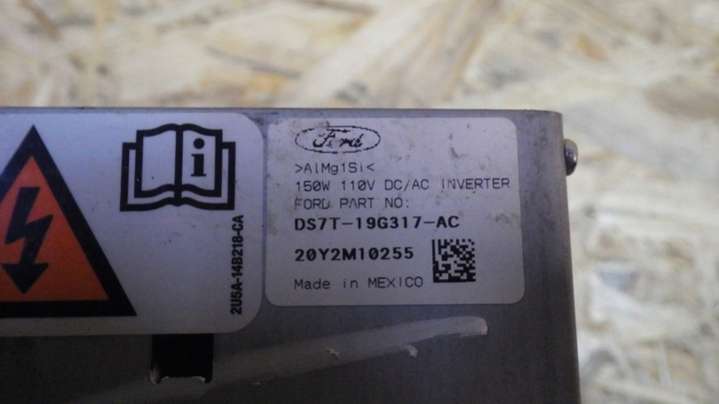 Ford
>AlMg1Si<
150W 110V DC/AC INVERTER
FORD PART NO:
DS7T-19G317-AC
20Y2M10255
Made in MEXICO
2U5A-14B218-CA
i